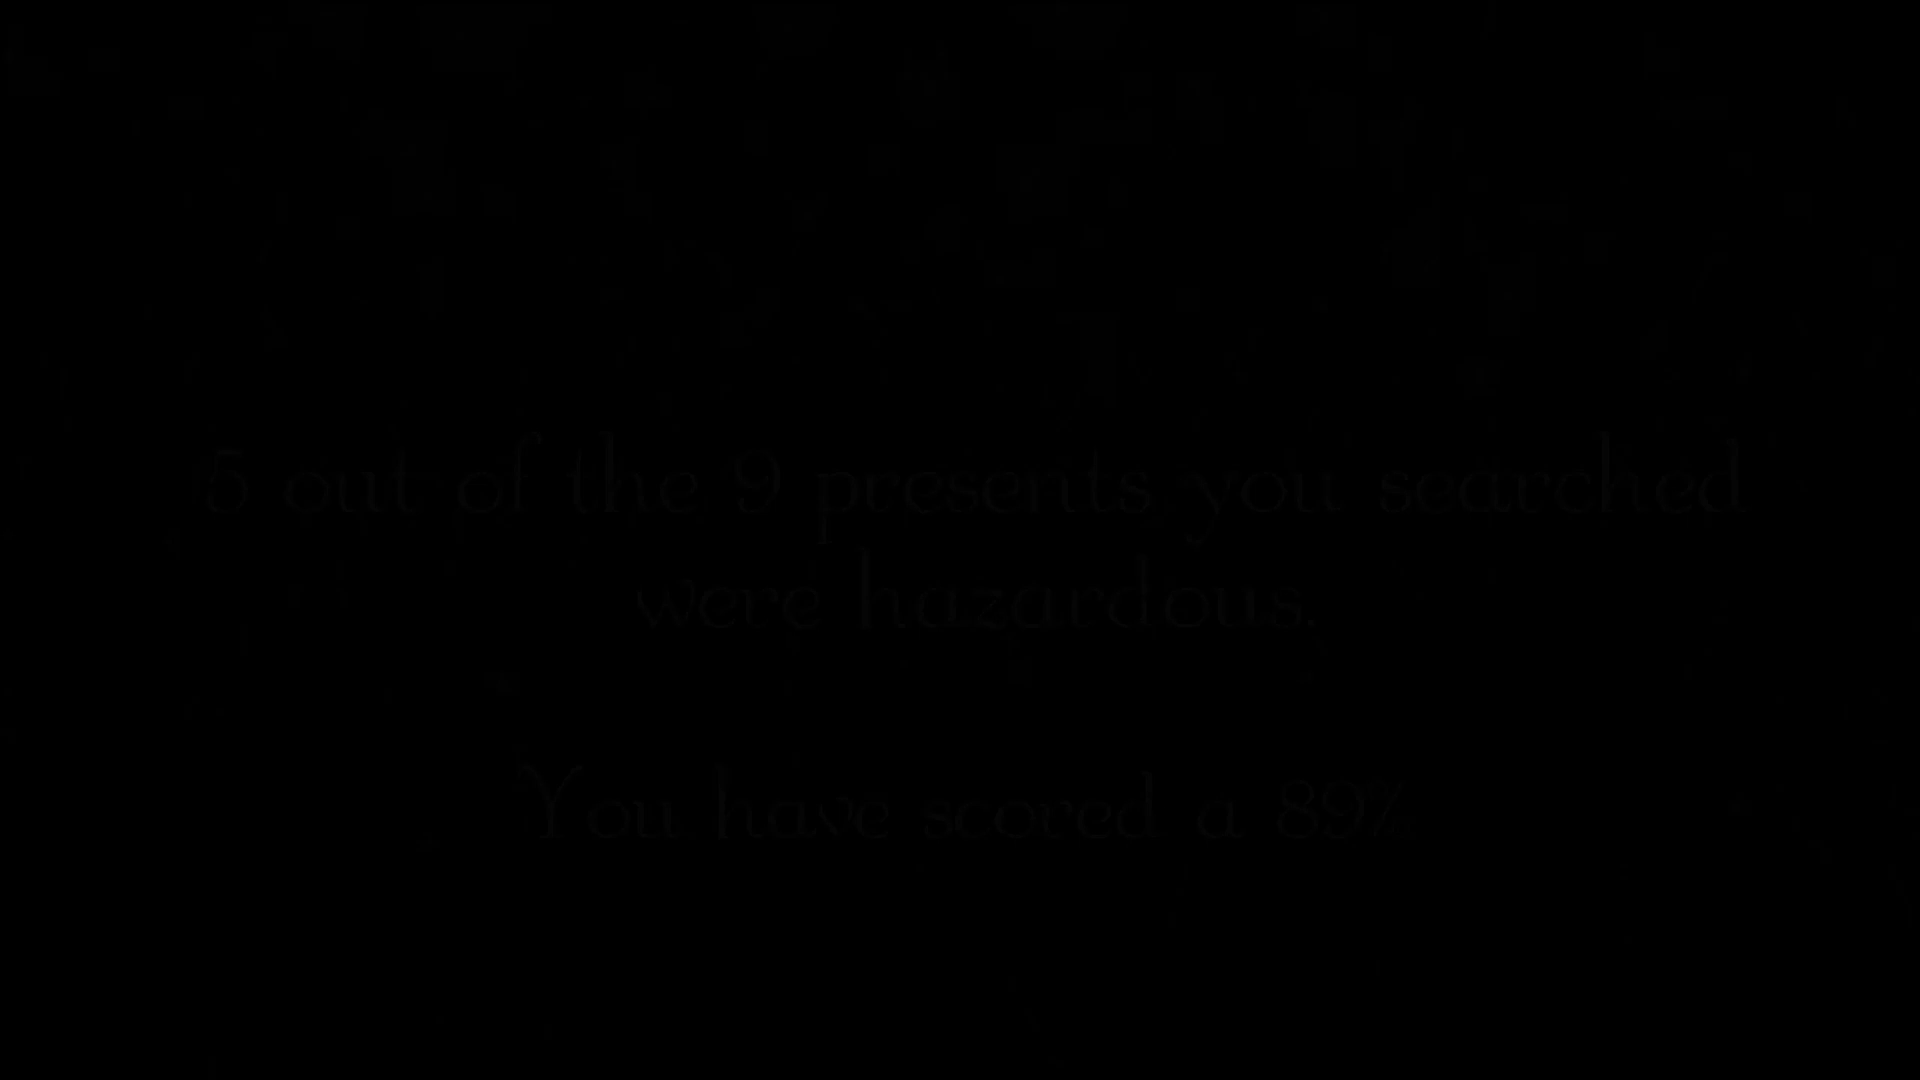 5 out of the 9 presents you searched
were hazardous.
You have scored a 89%